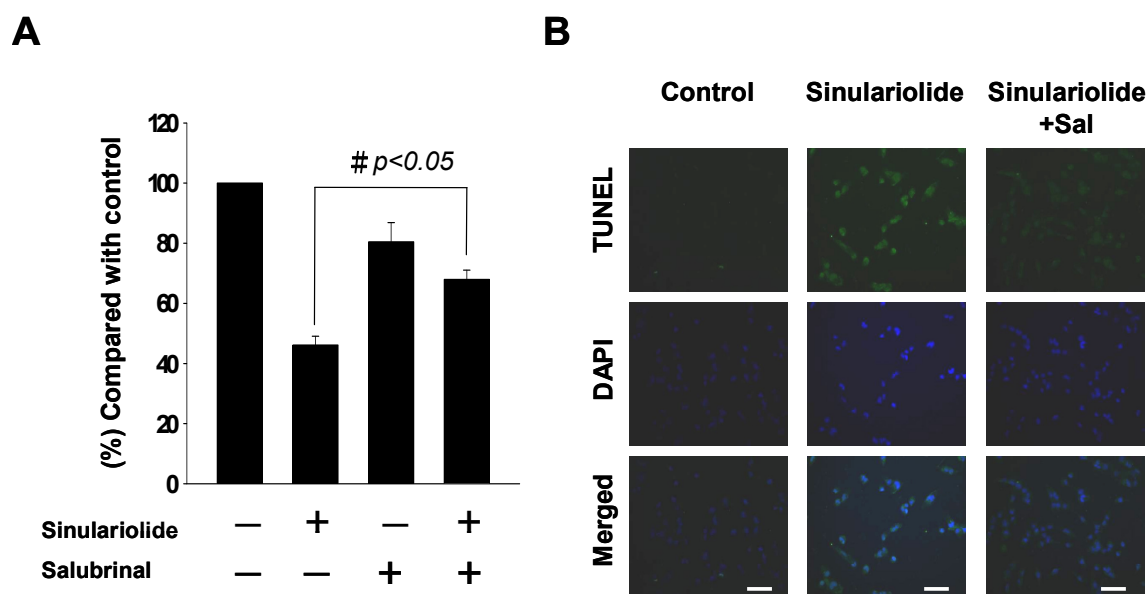 A
B
Control
Sinulariolide
Sinulariolide
+Sal
120
100
80
60
40
20
0
(%) Compared with control
# p<0.05
TUNEL
DAPI
Merged
Sinulariolide
— + — +
Salubrinal
— — + +